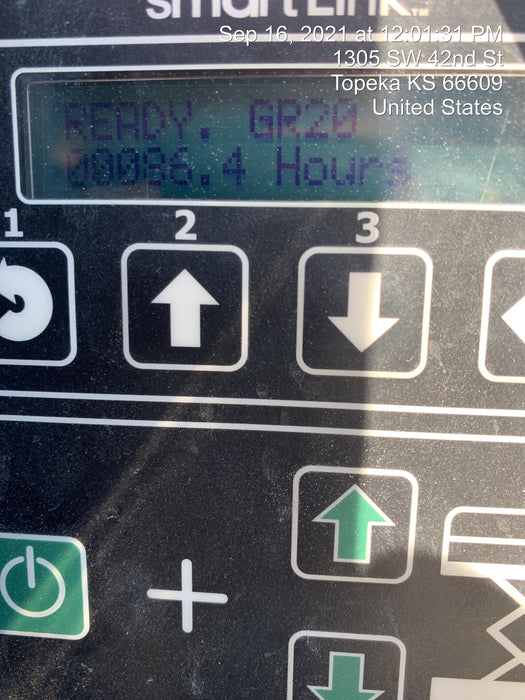 smartLink™
Sep 16, 2021 at 12:01:31 PM
1305 SW 42nd St
Topeka KS 66609
United States
READY. GR20
00086.4 Hours
1 2 3